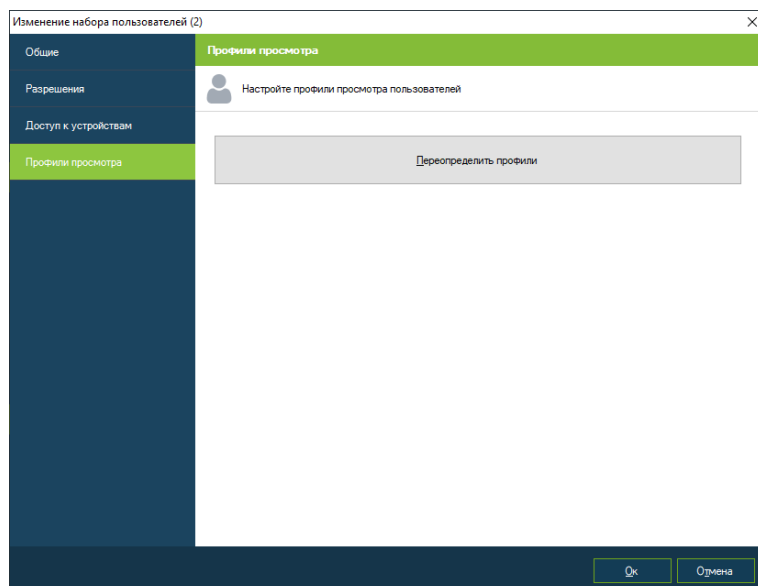 Изменение набора пользователей (2)
Общие
Разрешения
Доступ к устройствам
Профили просмотра
Профили просмотра
Настройте профили просмотра пользователей
Переопределить профили
Ок
Отмена